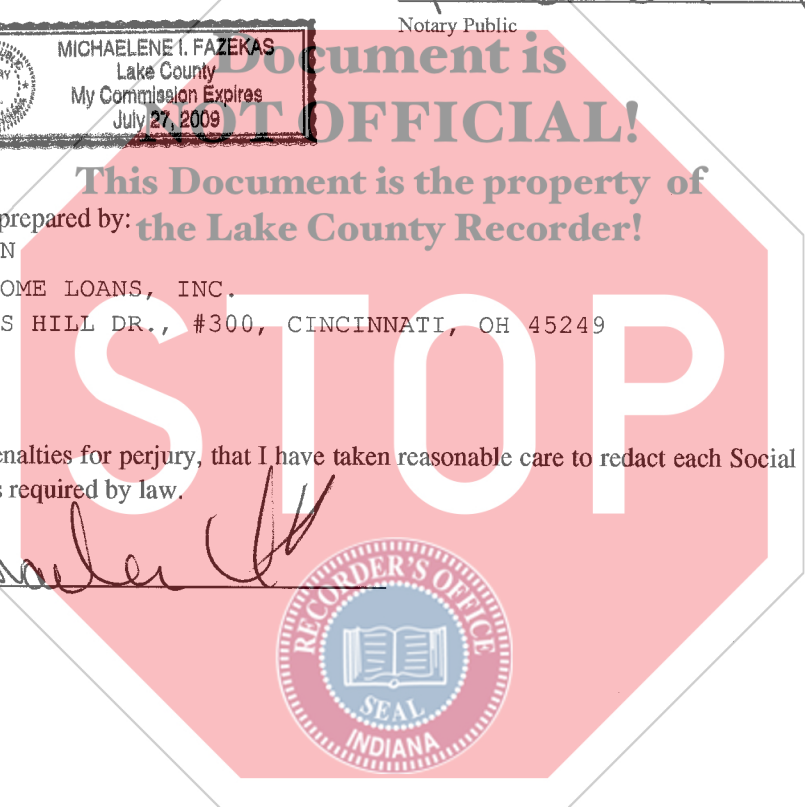 Notary Public
MICHAELENE I. FAZEKAS
Lake County
My Commission Expires
July 27, 2009
Document is
NOT OFFICIAL!
This Document is the property of
the Lake County Recorder!
prepared by:
N
OME LOANS, INC.
S HILL DR., #300, CINCINNATI, OH 45249
STOP
enalties for perjury, that I have taken reasonable care to redact each Social
s required by law.
RECORDER'S OFFICE
SEAL
INDIANA